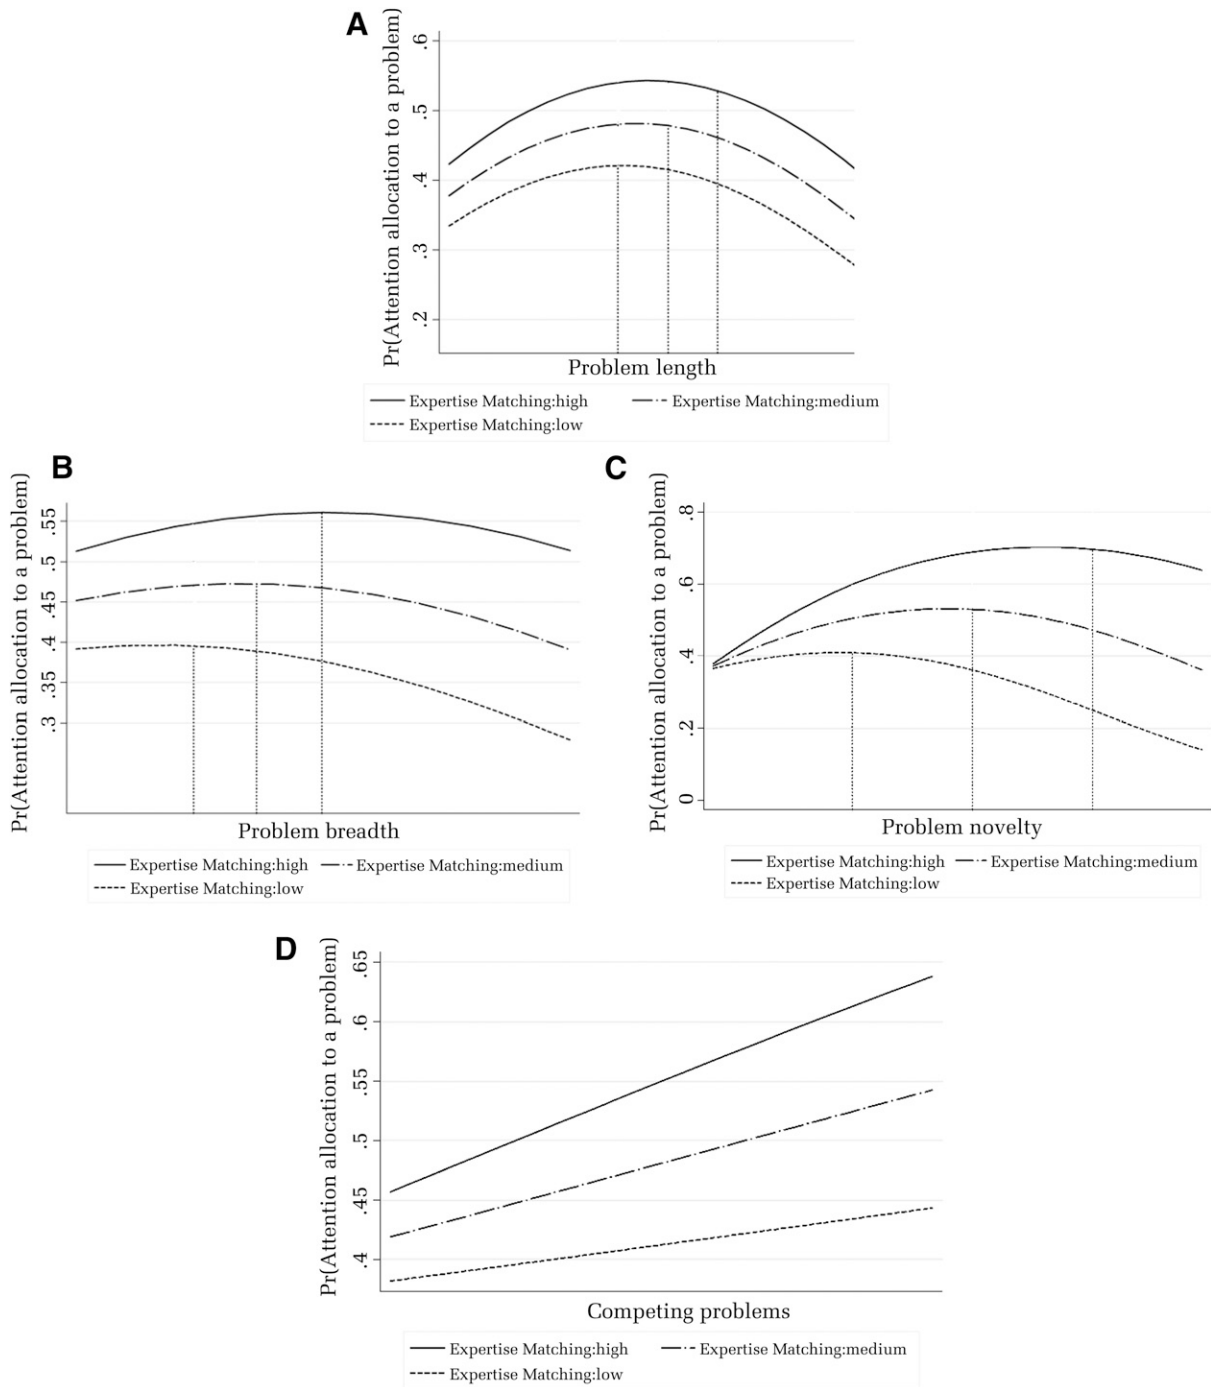 A
Pr(Attention allocation to a problem)
.6
.5
.4
.3
.2
Problem length
Expertise Matching:high
Expertise Matching:medium
Expertise Matching:low
B
Pr(Attention allocation to a problem)
.55
.5
.45
.4
.35
.3
Problem breadth
Expertise Matching:high
Expertise Matching:medium
Expertise Matching:low
C
Pr(Attention allocation to a problem)
.8
.6
.4
.2
0
Problem novelty
Expertise Matching:high
Expertise Matching:medium
Expertise Matching:low
D
Pr(Attention allocation to a problem)
.65
.6
.55
.5
.45
.4
Competing problems
Expertise Matching:high
Expertise Matching:medium
Expertise Matching:low